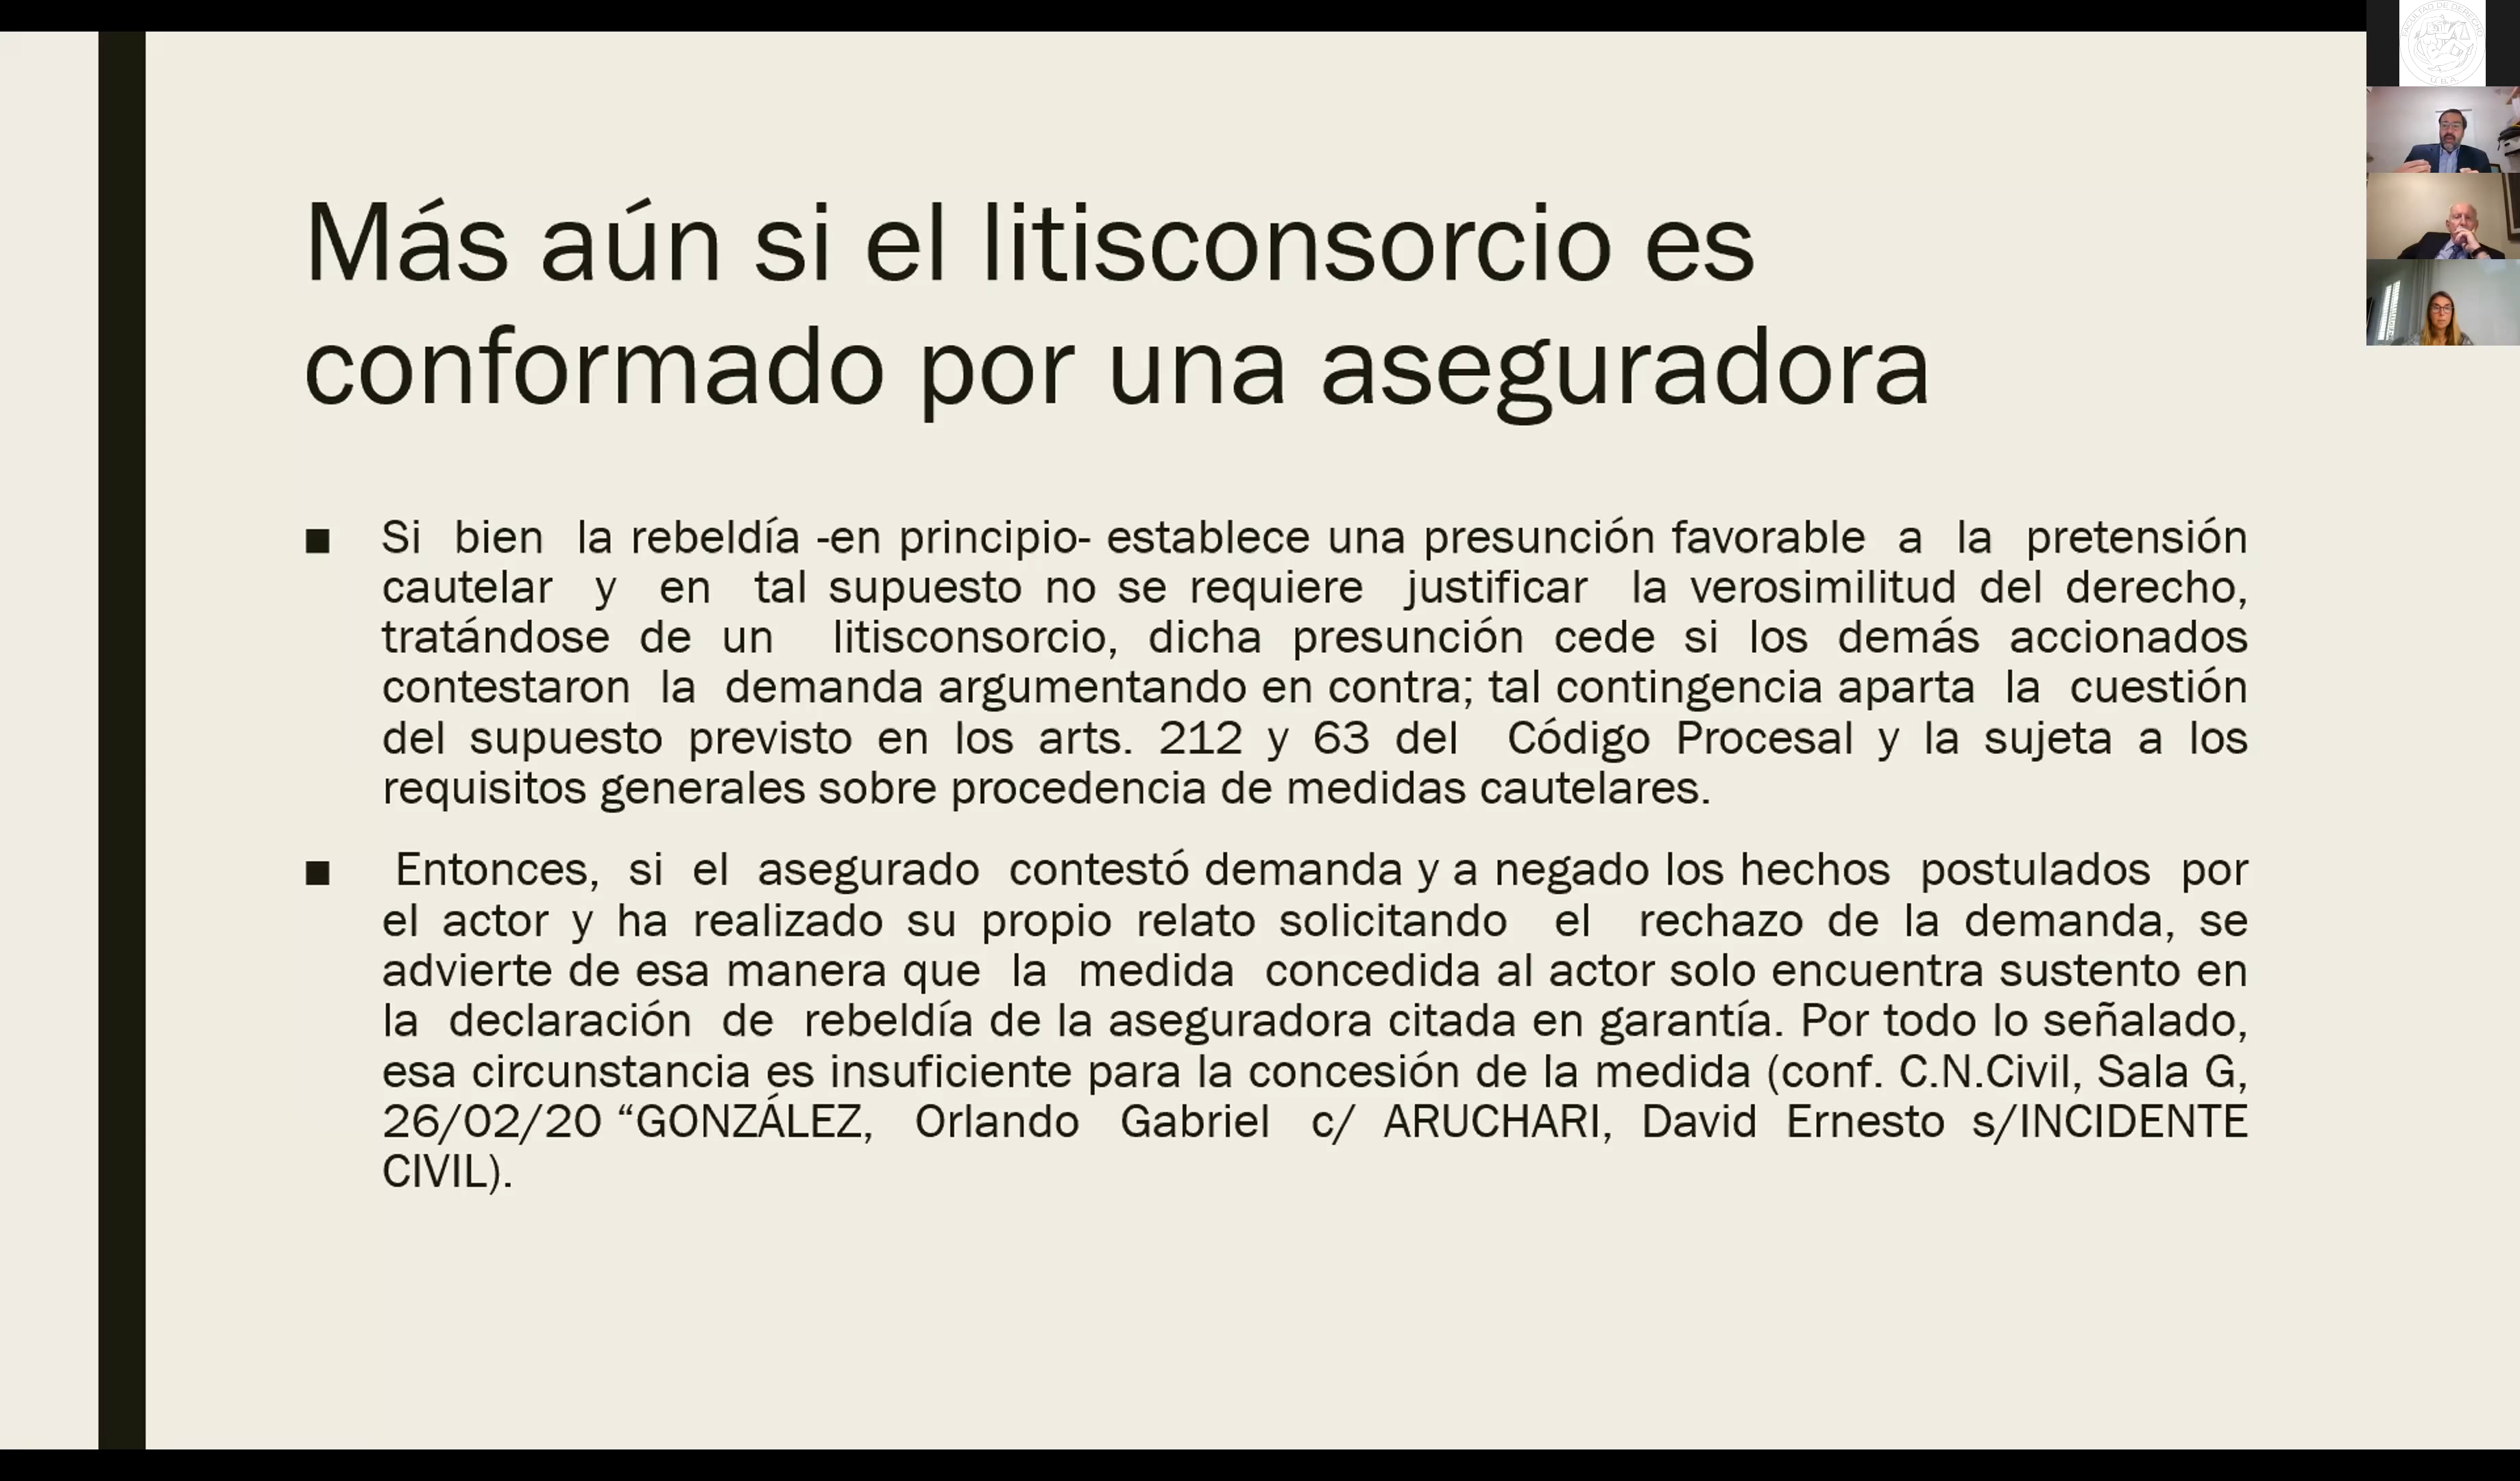 FACULTAD DE DERECHO
U.B.A.
Más aún si el litisconsorcio es
conformado por una aseguradora
■ Si bien la rebeldía -en principio- establece una presunción favorable a la pretensión
cautelar y en tal supuesto no se requiere justificar la verosimilitud del derecho,
tratándose de un litisconsorcio, dicha presunción cede si los demás accionados
contestaron la demanda argumentando en contra; tal contingencia aparta la cuestión
del supuesto previsto en los arts. 212 y 63 del Código Procesal y la sujeta a los
requisitos generales sobre procedencia de medidas cautelares.
■ Entonces, si el asegurado contestó demanda y a negado los hechos postulados por
el actor y ha realizado su propio relato solicitando el rechazo de la demanda, se
advierte de esa manera que la medida concedida al actor solo encuentra sustento en
la declaración de rebeldía de la aseguradora citada en garantía. Por todo lo señalado,
esa circunstancia es insuficiente para la concesión de la medida (conf. C.N.Civil, Sala G,
26/02/20 “GONZÁLEZ, Orlando Gabriel c/ ARUCHARI, David Ernesto s/INCIDENTE
CIVIL).